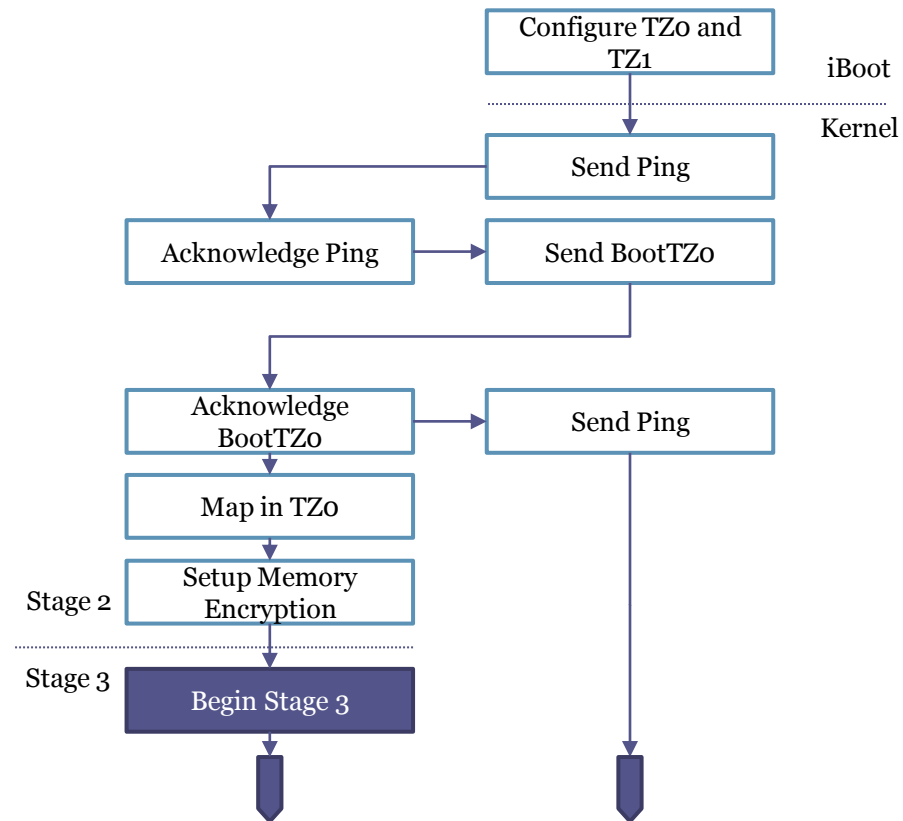 Configure TZ0 and
TZ1
iBoot
Kernel
Send Ping
Acknowledge Ping
Send BootTZ0
Acknowledge
BootTZ0
Send Ping
Map in TZ0
Setup Memory
Encryption
Stage 2
Stage 3
Begin Stage 3